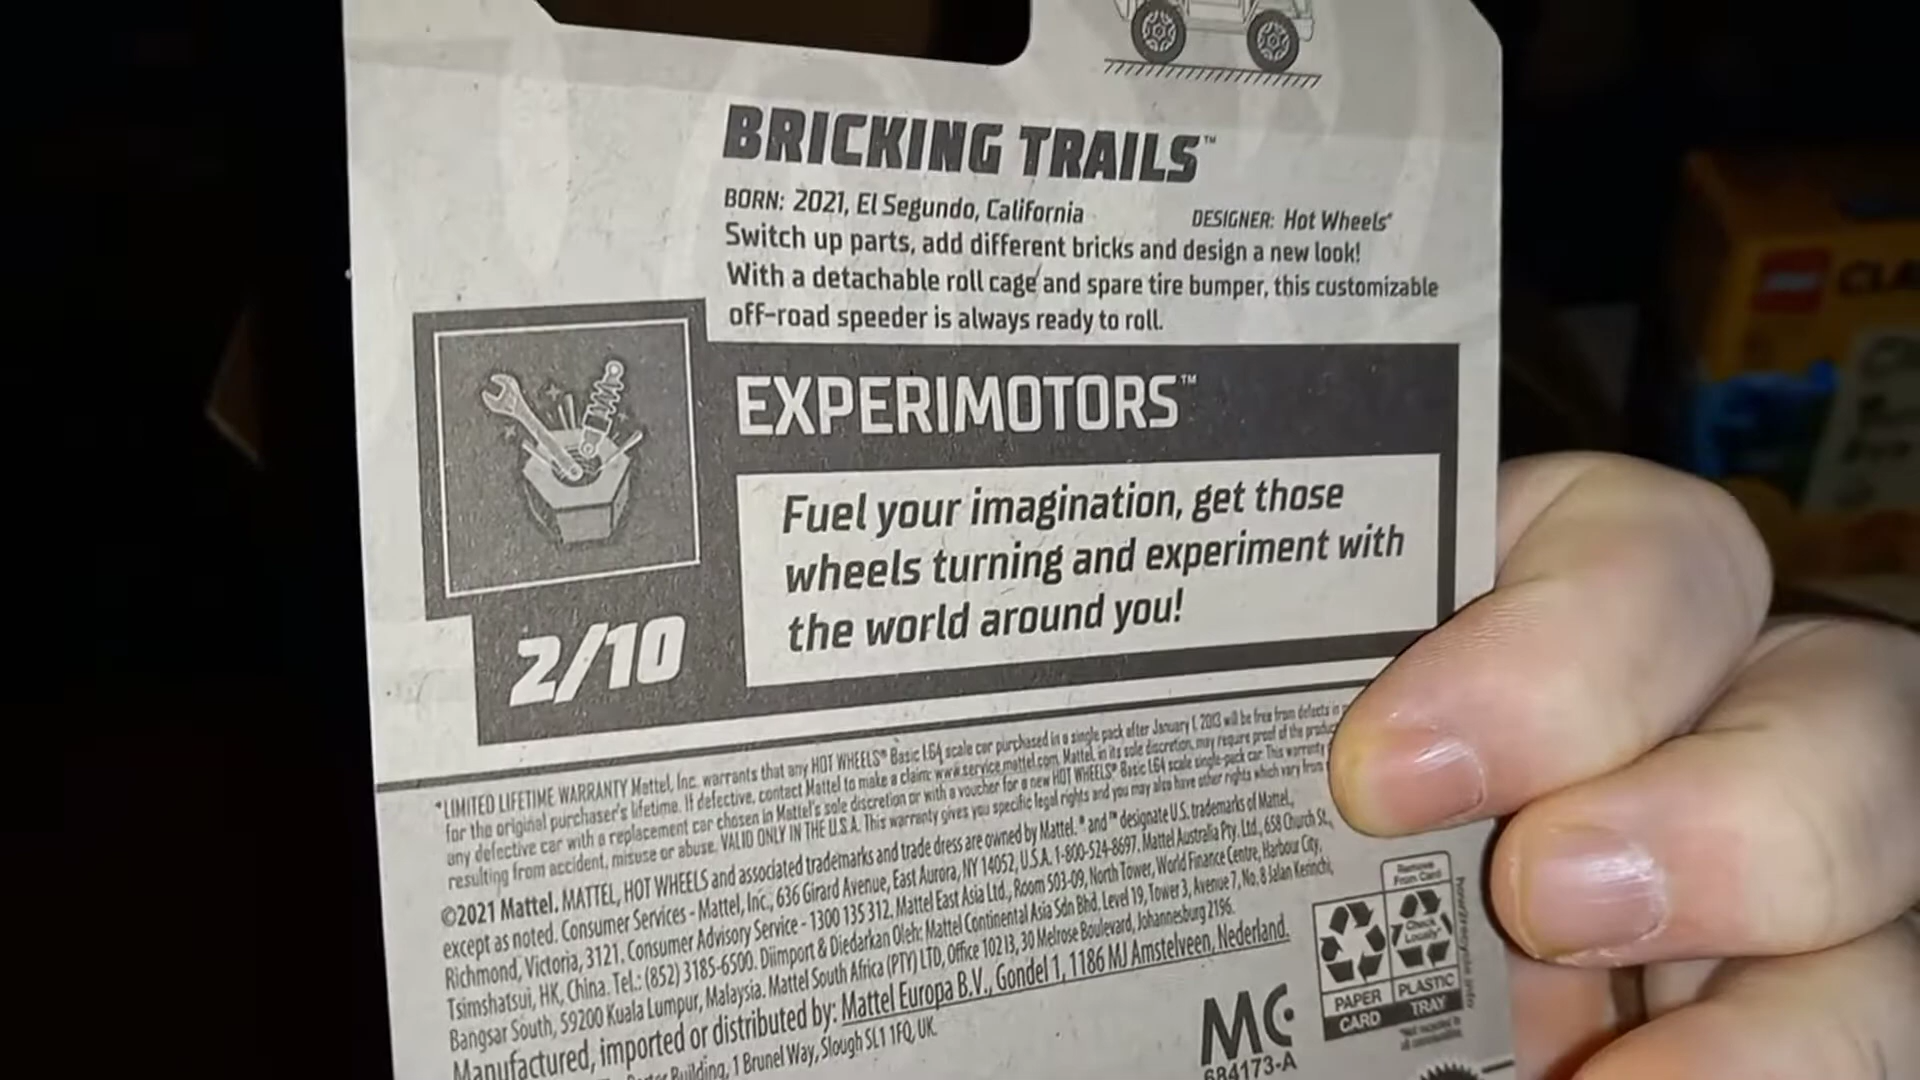 BRICKING TRAILS™
BORN: 2021, El Segundo, California DESIGNER: Hot Wheels®
Switch up parts, add different bricks and design a new look!
With a detachable roll cage and spare tire bumper, this customizable
off-road speeder is always ready to roll.
EXPERIMOTORS™
Fuel your imagination, get those
wheels turning and experiment with
the world around you!
2/10
*LIMITED LIFETIME WARRANTY Mattel, Inc. warrants that any HOT WHEELS® Basic 1:64 scale car purchased in a single pack after January 1, 2013 will be free from defects in
for the original purchaser's lifetime. If defective, contact Mattel to make a claim: www.service.mattel.com. Mattel, in its sole discretion, may require proof of the
any defective car with a replacement car chosen in Mattel's sole discretion or with a voucher for a new HOT WHEELS® Basic 1:64 scale single-pack car. This warranty
resulting from accident, misuse or abuse. VALID ONLY IN THE U.S.A. This warranty gives you specific legal rights and you may also have other rights which vary from
©2021 Mattel. MATTEL, HOT WHEELS and associated trademarks and trade dress are owned by Mattel. ® and ™ designate U.S. trademarks of Mattel,
except as noted. Consumer Services - Mattel, Inc., 636 Girard Avenue, East Aurora, NY 14052, U.S.A. 1-800-524-8697. Mattel Australia Pty. Ltd., 658 Church St.,
Richmond, Victoria, 3121. Consumer Advisory Service - 1300 135 312. Mattel East Asia Ltd., Room 503-09, North Tower, World Finance Centre, Harbour City,
Tsimshatsui, HK, China. Tel.: (852) 3185-6500. Diimport & Diedarkan Oleh: Mattel Continental Asia Sdn Bhd. Level 19, Tower 3, Avenue 7, No. 8 Jalan Kerinchi,
Bangsar South, 59200 Kuala Lumpur, Malaysia. Mattel South Africa (PTY) LTD, Office 102 I3, 30 Melrose Boulevard, Johannesburg 2196.
Manufactured, imported or distributed by: Mattel Europa B.V., Gondel 1, 1186 MJ Amstelveen, Nederland.
Building, 1 Brunel Way, Slough SL1 1FQ, UK.
MC
684173-A
Remove
From Card
Check
Locally*
PAPER
CARD
PLASTIC
TRAY
how2recycle.info